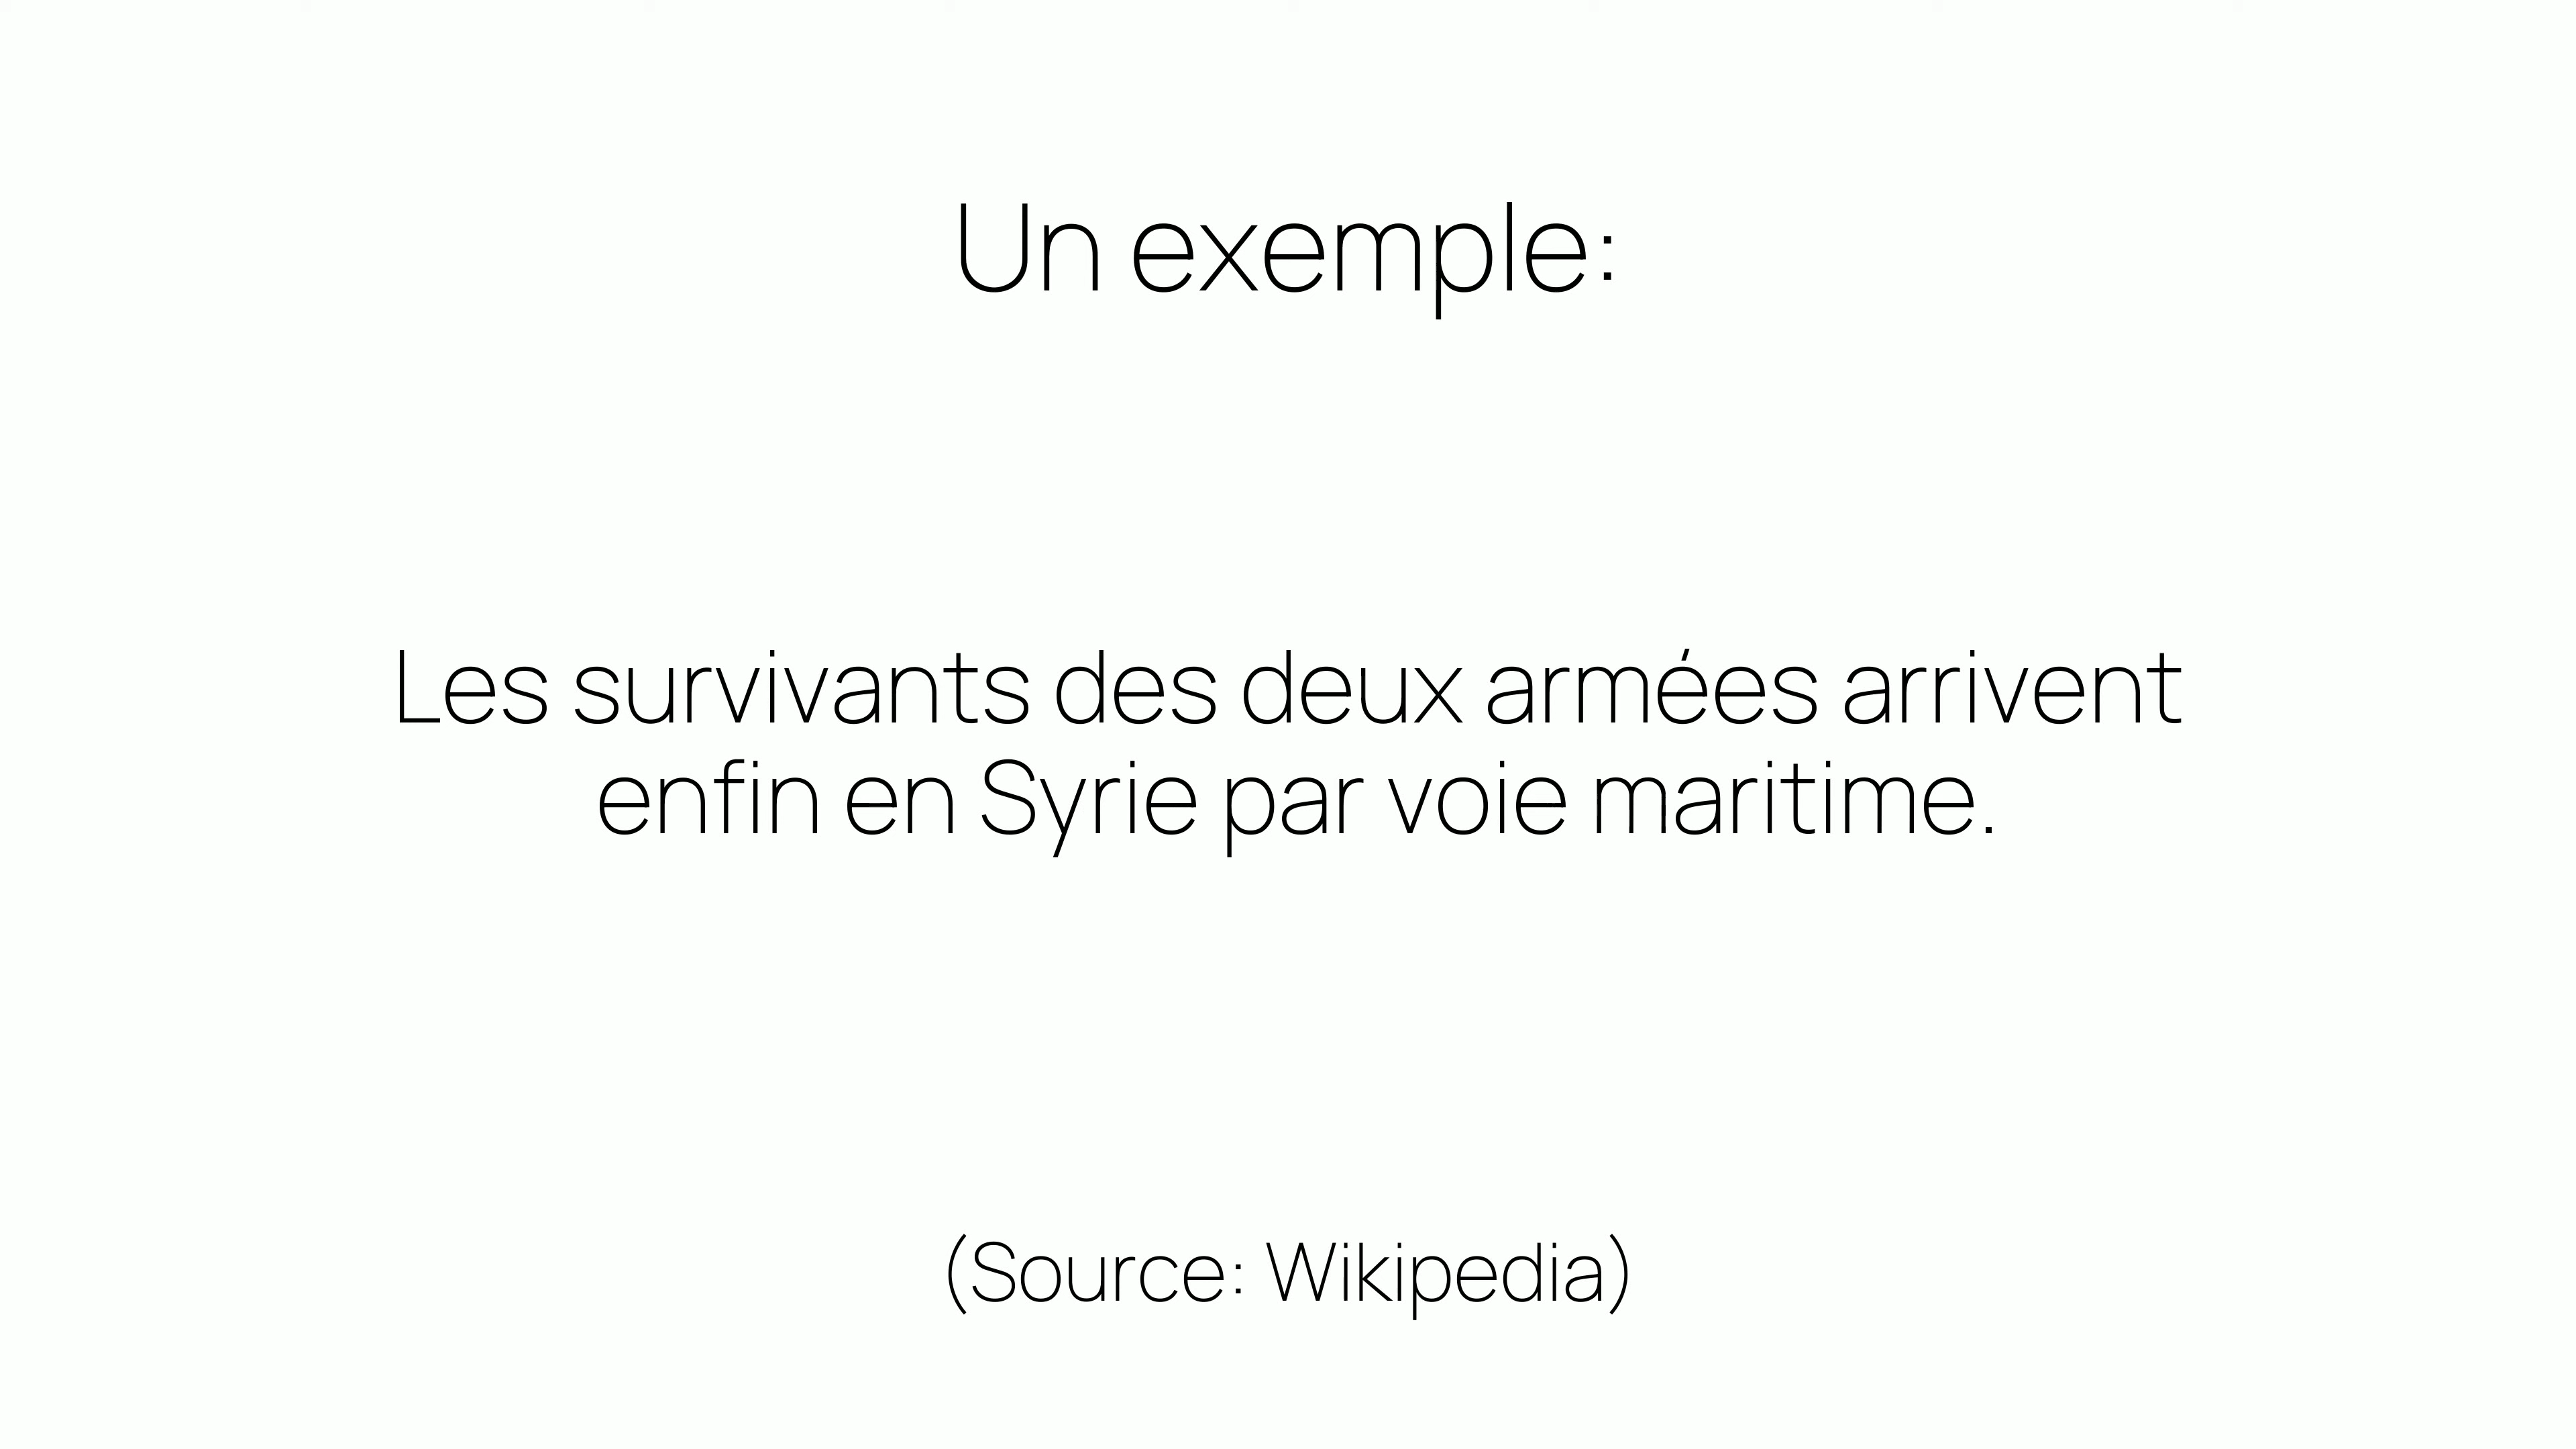 Un exemple:
Les survivants des deux armées arrivent
enfin en Syrie par voie maritime.
(Source: Wikipedia)